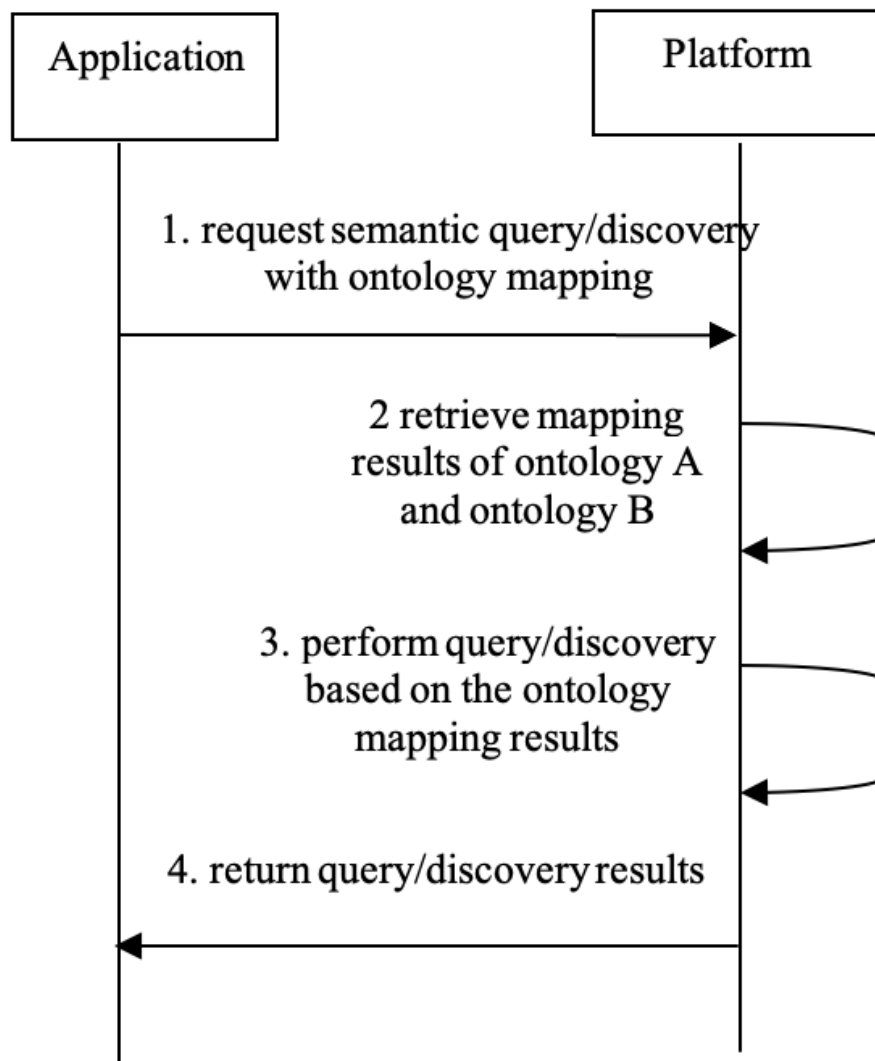 Application
Platform
1. request semantic query/discovery
with ontology mapping
2 retrieve mapping
results of ontology A
and ontology B
3. perform query/discovery
based on the ontology
mapping results
4. return query/discovery results